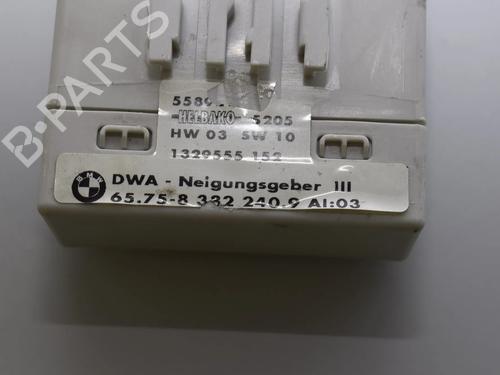 HELBAKO 5205
HW 03 SW 10
1329555 152
BMW
DWA - Neigungsgeber III
65.75-8 382 240.9 AI:03
B-PARTS